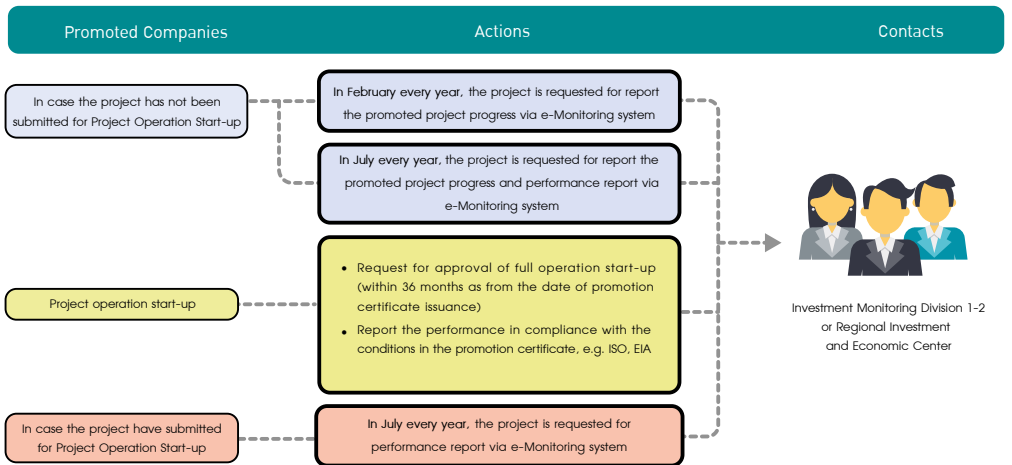 Promoted Companies
Actions
Contacts
In case the project has not been
submitted for Project Operation Start-up
In February every year, the project is requested for report
the promoted project progress via e-Monitoring system
In July every year, the project is requested for report the
promoted project progress and performance report via
e-Monitoring system
Project operation start-up
• Request for approval of full operation start-up
(within 36 months as from the date of promotion
certificate issuance)
• Report the performance in compliance with the
conditions in the promotion certificate, e.g. ISO, EIA
In case the project have submitted
for Project Operation Start-up
In July every year, the project is requested for
performance report via e-Monitoring system
Investment Monitoring Division 1-2
or Regional Investment
and Economic Center